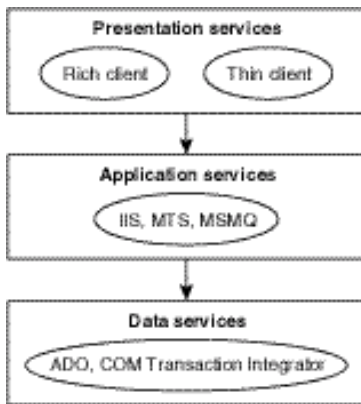 Presentation services
Rich client Thin client
Application services
IIS, MTS, MSMQ
Data services
ADO, COM Transaction Integrator